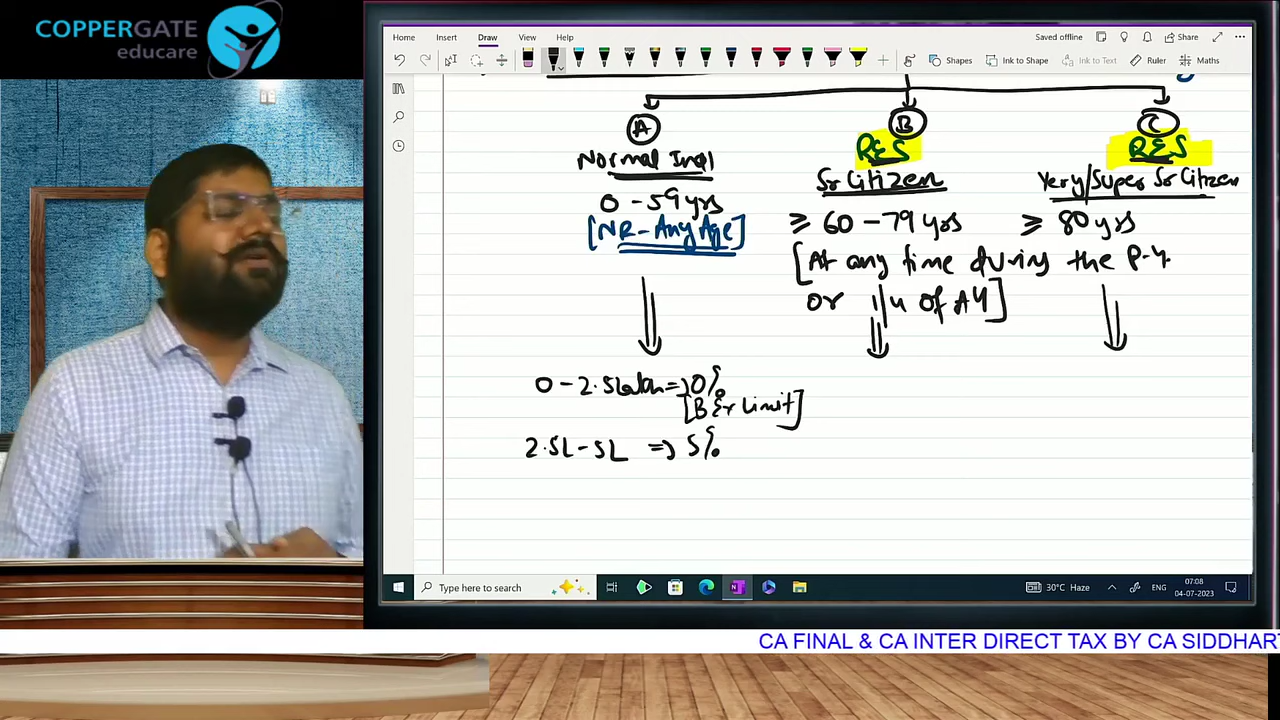 COPPERGATE
educare
Home Insert Draw View Help
Saved offline
Share
Shapes
Ink to Shape
Ink to Text
Ruler
Maths
A
Normal Indl
0 - 59 yrs
[NR - Any Age]
B
RES
Sr Citizen
≥ 60 - 79 yrs
C
RES
Very/Super Sr Citizen
≥ 80 yrs
[At any time during the P.Y.
or 1/4 of AY]
0 - 2.5 => 0%
[B Ex Limit]
2.5L - 5L => 5%
Type here to search
30°C Haze
ENG
07:08
04-07-2023
CA FINAL & CA INTER DIRECT TAX BY CA SIDDHART